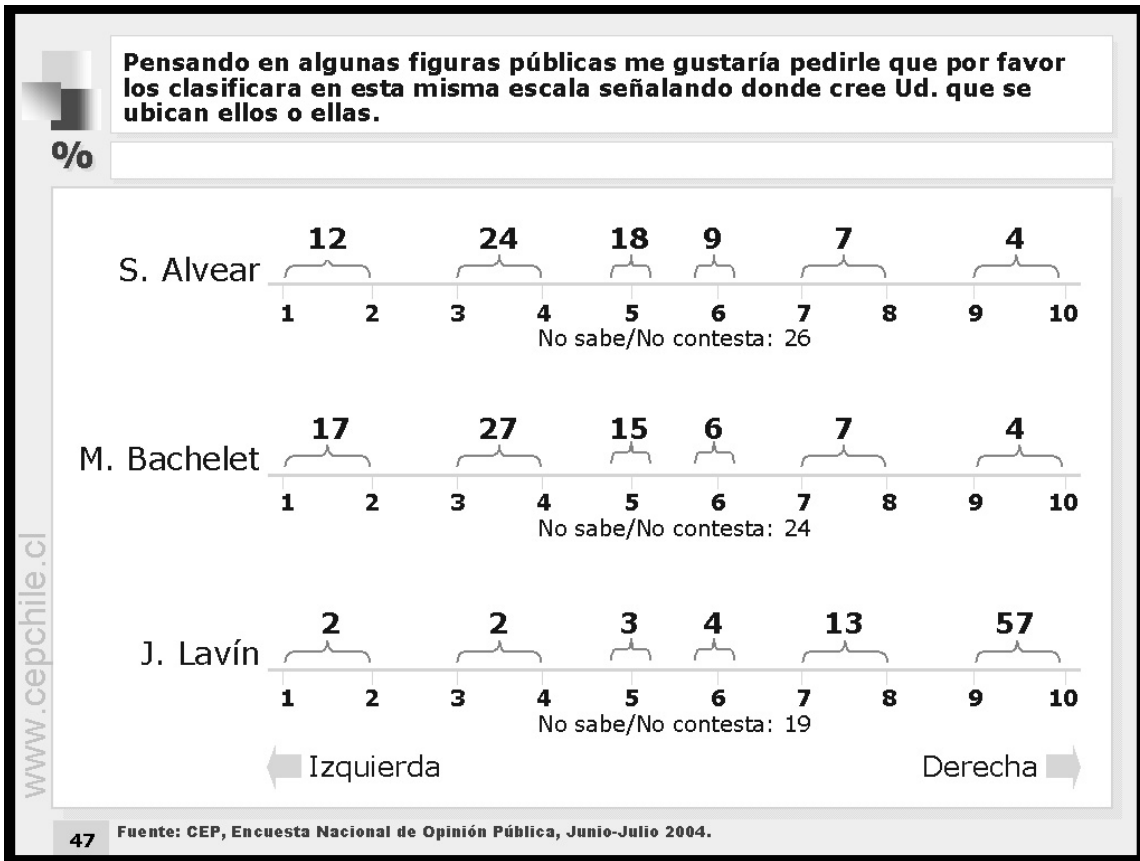 Pensando en algunas figuras públicas me gustaría pedirle que por favor
los clasificara en esta misma escala señalando donde cree Ud. que se
ubican ellos o ellas.
%
12 24 18 9 7 4
S. Alvear
1 2 3 4 5 6 7 8 9 10
No sabe/No contesta: 26
17 27 15 6 7 4
M. Bachelet
1 2 3 4 5 6 7 8 9 10
No sabe/No contesta: 24
2 2 3 4 13 57
J. Lavín
1 2 3 4 5 6 7 8 9 10
No sabe/No contesta: 19
Izquierda Derecha
www.cepchile.cl
47 Fuente: CEP, Encuesta Nacional de Opinión Pública, Junio-Julio 2004.